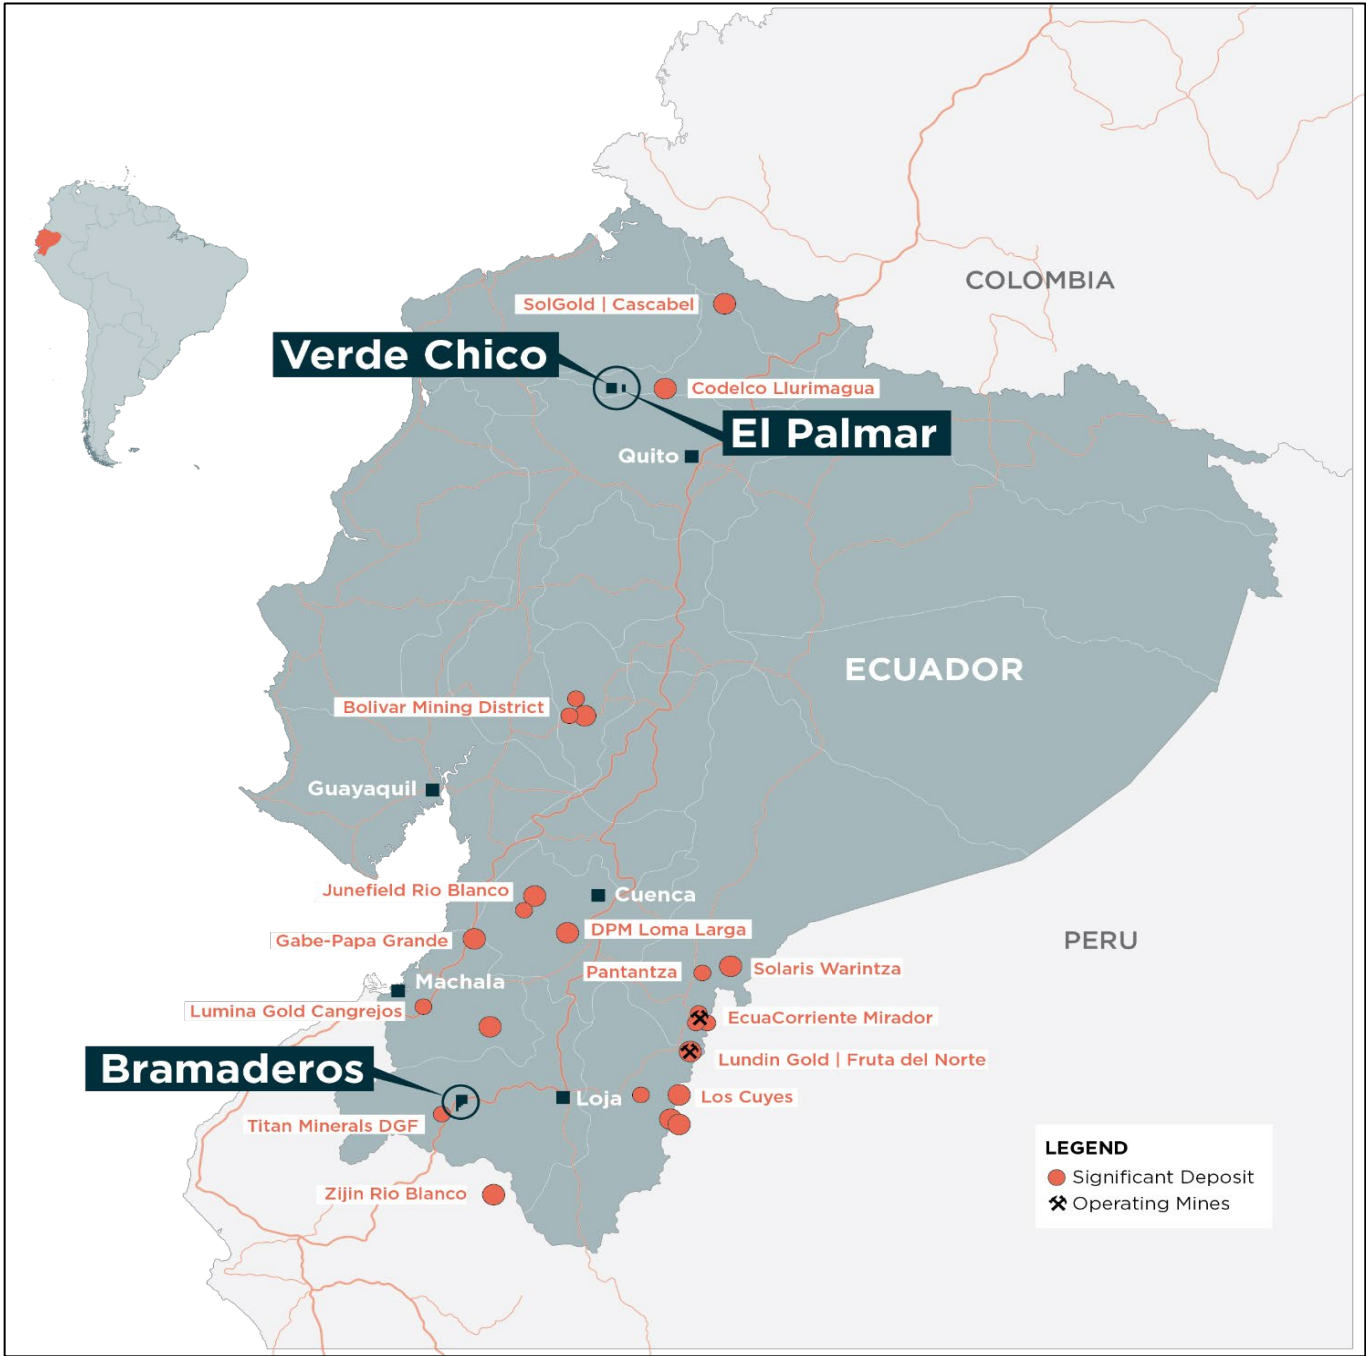 COLOMBIA
SolGold | Cascabel
Verde Chico
Codelco Llurimagua
El Palmar
Quito
ECUADOR
Bolivar Mining District
Guayaquil
Junefield Rio Blanco
Cuenca
DPM Loma Larga
Gabe-Papa Grande
PERU
Pantantza
Solaris Warintza
Machala
Lumina Gold Cangrejos
EcuaCorriente Mirador
Lundin Gold | Fruta del Norte
Bramaderos
Loja
Los Cuyes
Titan Minerals DGF
Zijin Rio Blanco
LEGEND
Significant Deposit
Operating Mines